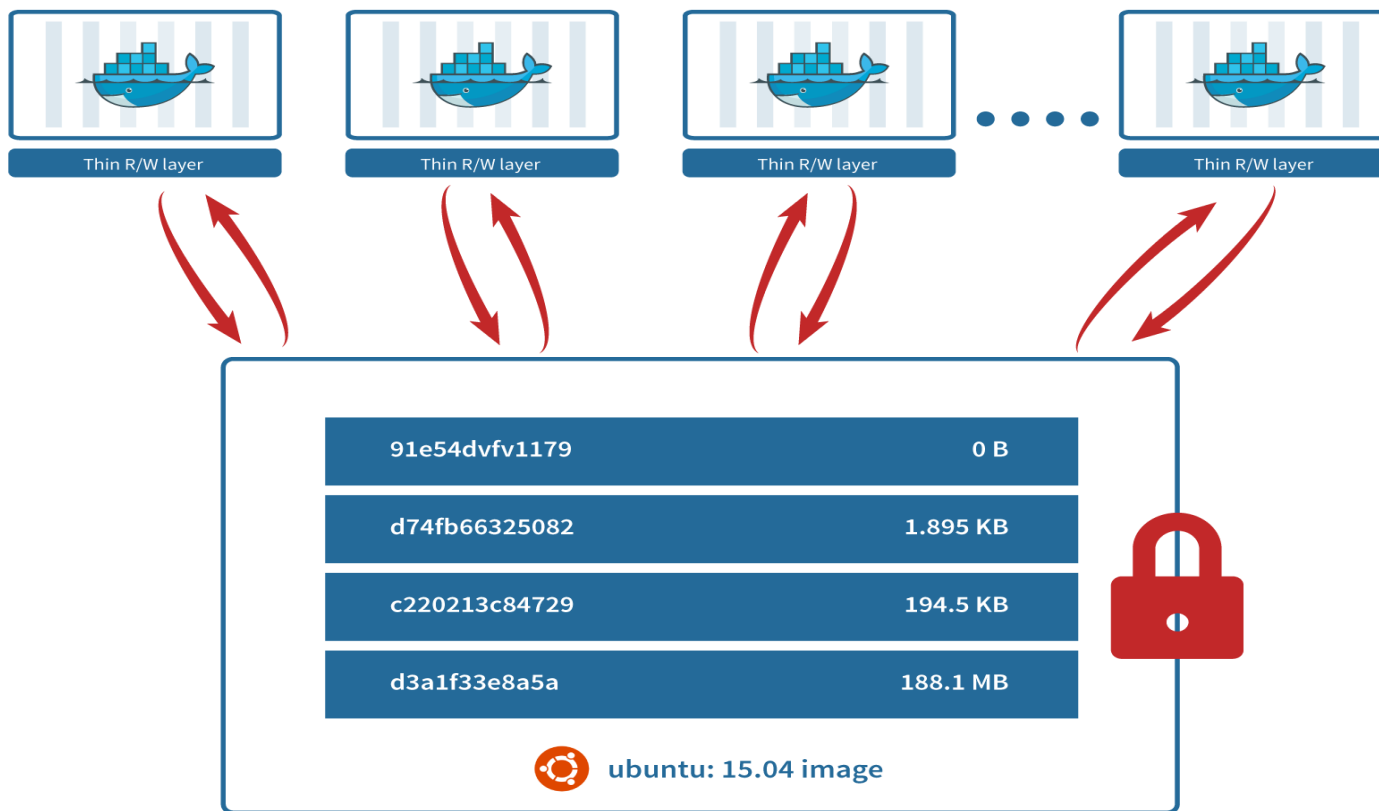 Thin R/W layer
Thin R/W layer
Thin R/W layer
Thin R/W layer
91e54dvfv1179 0 B
d74fb66325082 1.895 KB
c220213c84729 194.5 KB
d3a1f33e8a5a 188.1 MB
ubuntu: 15.04 image